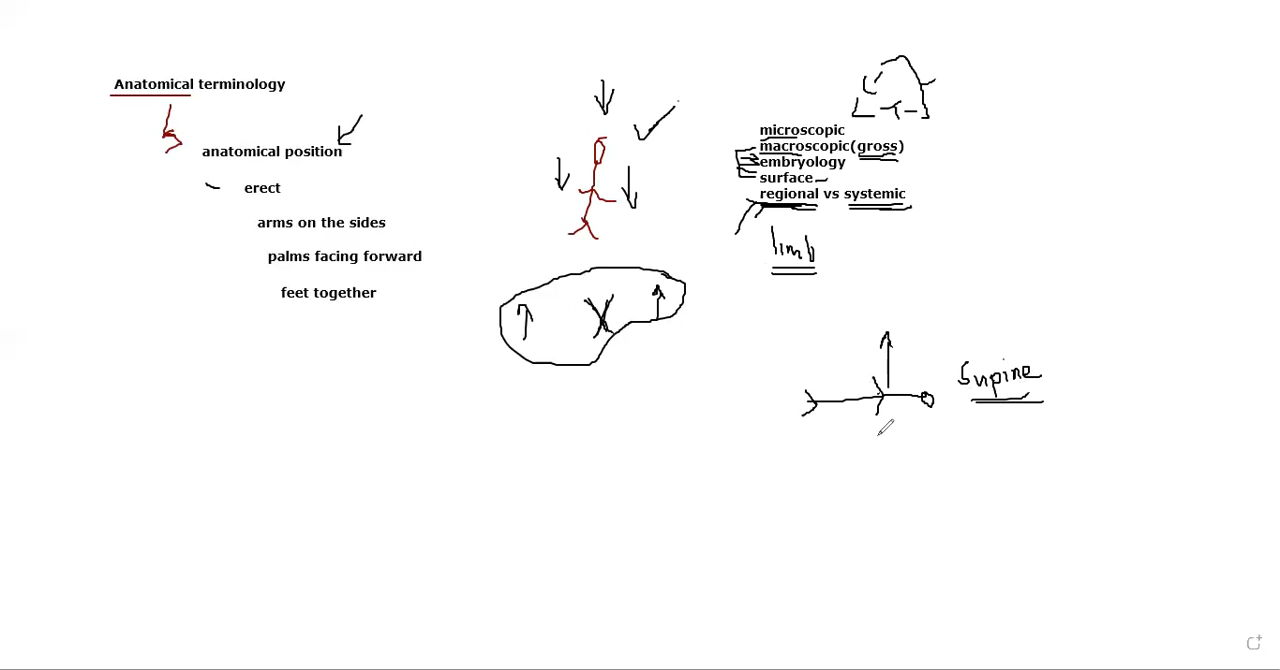 Anatomical terminology
anatomical position
erect
arms on the sides
palms facing forward
feet together
microscopic
macroscopic(gross)
embryology
surface
regional vs systemic
limb
Supine